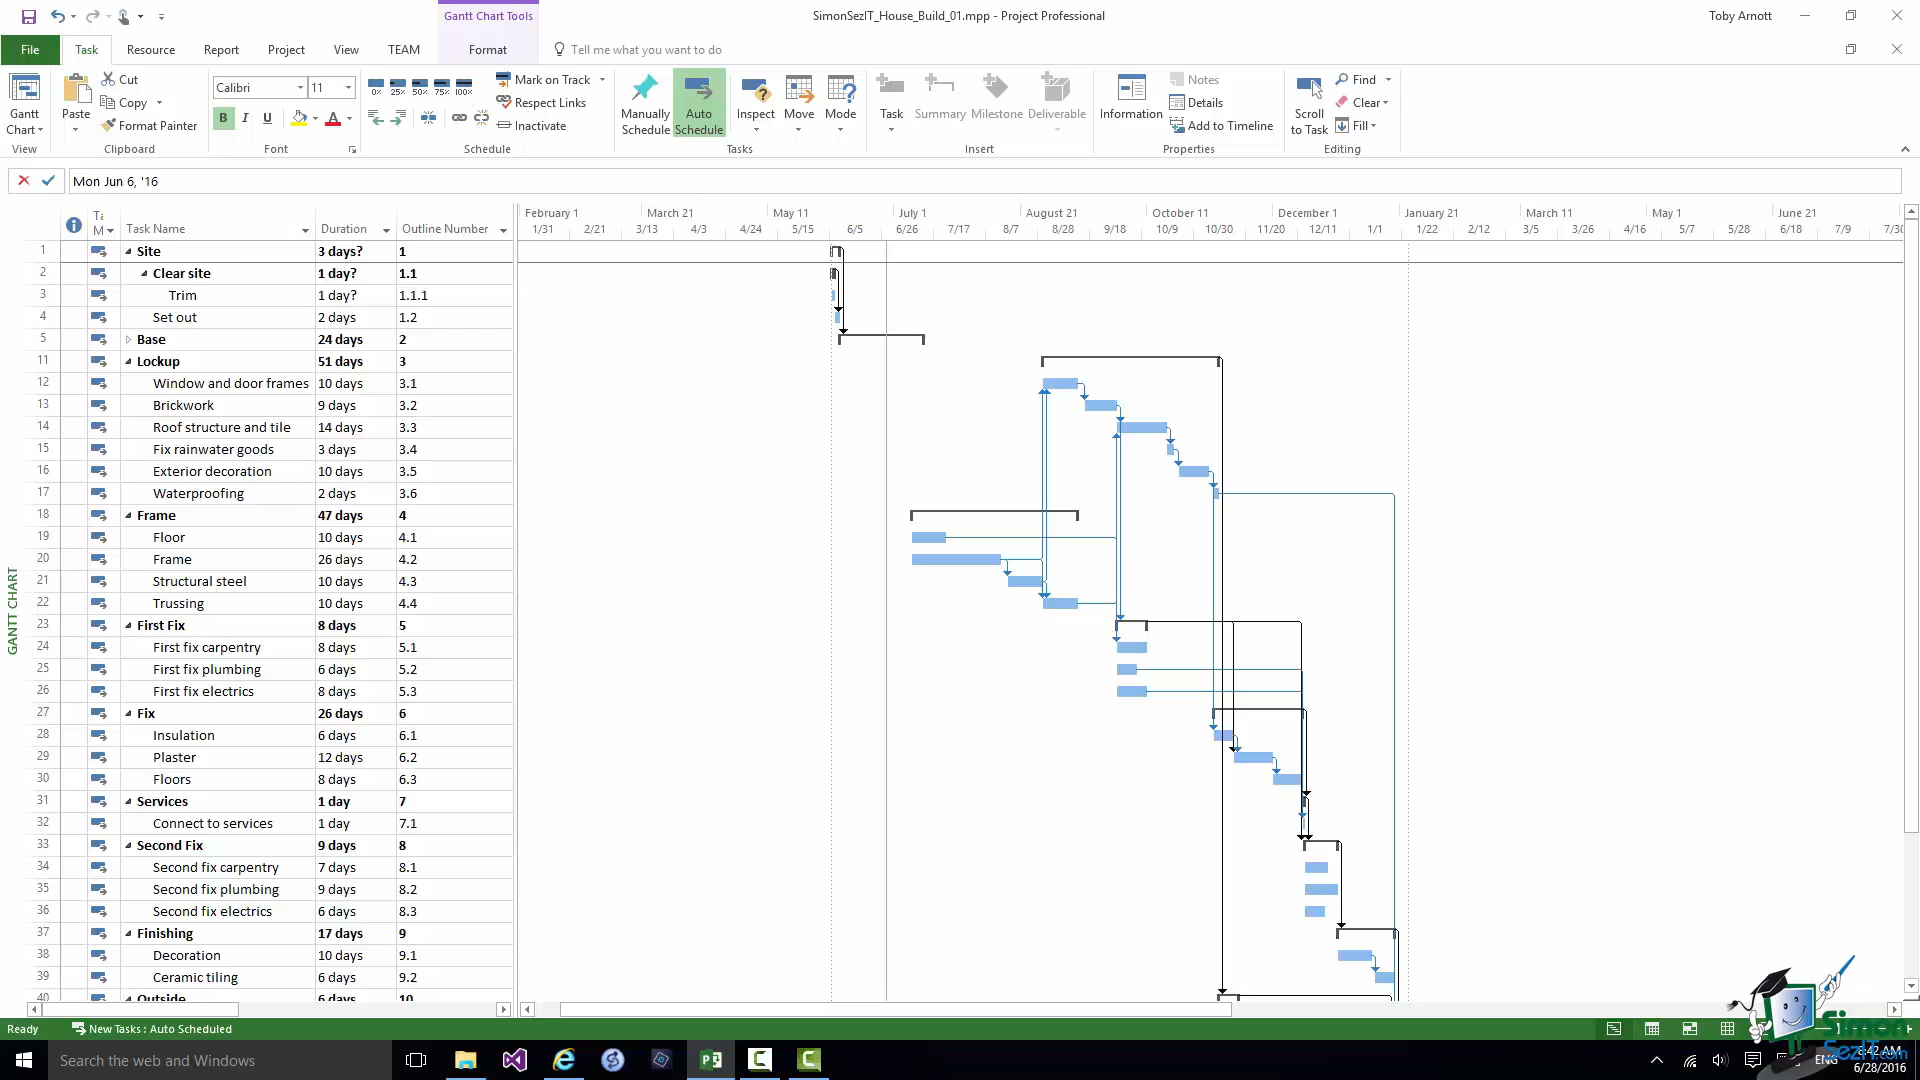 Gantt Chart Tools
SimonSezIT_House_Build_01.mpp - Project Professional
Toby Arnott
File Task Resource Report Project View TEAM Format Tell me what you want to do
Gantt Chart
View
Paste
Cut
Copy
Format Painter
Clipboard
Calibri 11
B I U A
Font
0% 25% 50% 75% 100%
Mark on Track
Respect Links
Inactivate
Schedule
Manually Schedule
Auto Schedule
Inspect Move Mode
Tasks
Task Summary Milestone Deliverable
Insert
Information
Notes
Details
Add to Timeline
Properties
Scroll to Task
Find
Clear
Fill
Editing
Mon Jun 6, '16
Ta M Task Name Duration Outline Number
February 1 March 21 May 11 July 1 August 21 October 11 December 1 January 21 March 11 May 1 June 21
1/31 2/21 3/13 4/3 4/24 5/15 6/5 6/26 7/17 8/7 8/28 9/18 10/9 10/30 11/20 12/11 1/1 1/22 2/12 3/5 3/26 4/16 5/7 5/28 6/18 7/9 7/30
1 Site 3 days? 1
2 Clear site 1 day? 1.1
3 Trim 1 day? 1.1.1
4 Set out 2 days 1.2
5 Base 24 days 2
11 Lockup 51 days 3
12 Window and door frames 10 days 3.1
13 Brickwork 9 days 3.2
14 Roof structure and tile 14 days 3.3
15 Fix rainwater goods 3 days 3.4
16 Exterior decoration 10 days 3.5
17 Waterproofing 2 days 3.6
18 Frame 47 days 4
19 Floor 10 days 4.1
20 Frame 26 days 4.2
21 Structural steel 10 days 4.3
22 Trussing 10 days 4.4
23 First Fix 8 days 5
24 First fix carpentry 8 days 5.1
25 First fix plumbing 6 days 5.2
26 First fix electrics 8 days 5.3
27 Fix 26 days 6
28 Insulation 6 days 6.1
29 Plaster 12 days 6.2
30 Floors 8 days 6.3
31 Services 1 day 7
32 Connect to services 1 day 7.1
33 Second Fix 9 days 8
34 Second fix carpentry 7 days 8.1
35 Second fix plumbing 9 days 8.2
36 Second fix electrics 6 days 8.3
37 Finishing 17 days 9
38 Decoration 10 days 9.1
39 Ceramic tiling 6 days 9.2
40 Outside 6 days 10
GANTT CHART
Ready New Tasks : Auto Scheduled
Simon
SezIT.com
Search the web and Windows
ENG
8:42 AM
6/28/2016